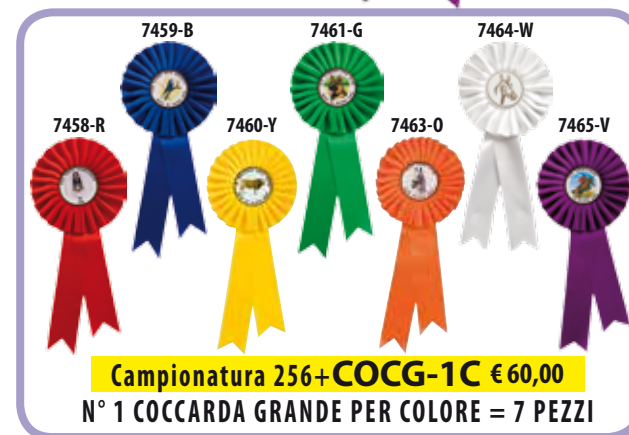 7459-B 7461-G 7464-W
7458-R 7460-Y 7463-O 7465-V
Campionatura 256+COCG-1C € 60,00
N° 1 COCCARDA GRANDE PER COLORE = 7 PEZZI